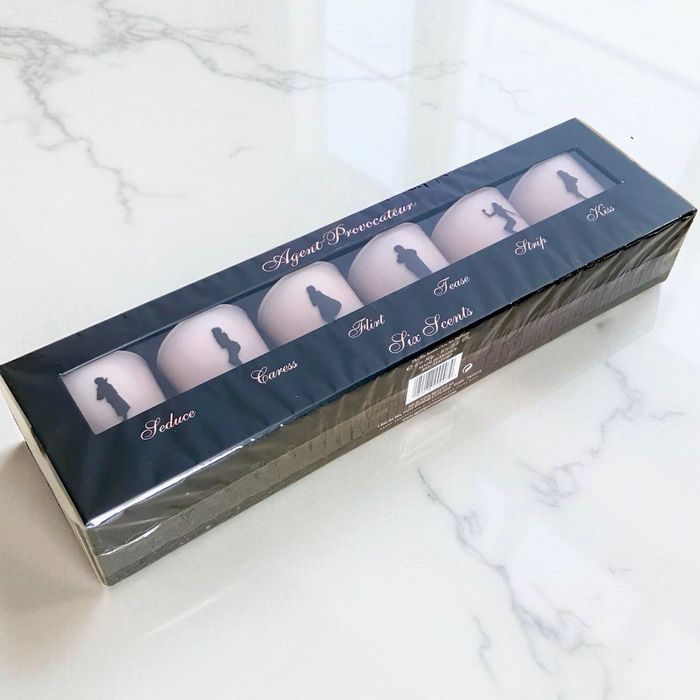 Agent Provocateur
Seduce
Caress
Flirt
Tease
Strip
Kiss
Six Scents